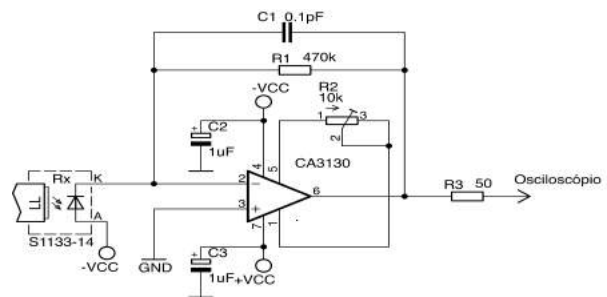 C1 0.1pF
R1 470k
-VCC
R2
10k
1 3
2
+ C2
1uF
4 5
CA3130
Rx K
2 −
6
R3 50
Osciloscópio
LL
3 +
A
7 1
S1133-14
-VCC
GND
+ C3
1uF
+VCC